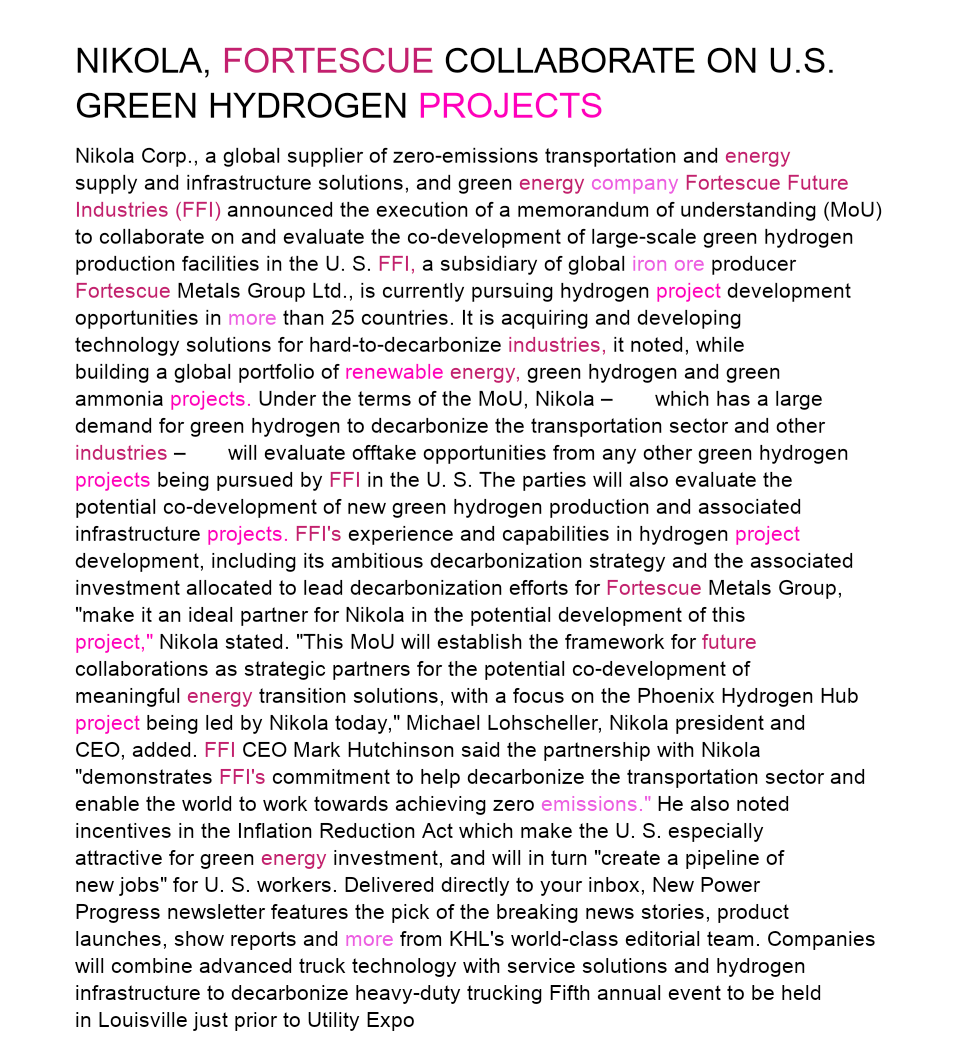 NIKOLA, FORTESCUE COLLABORATE ON U.S.
GREEN HYDROGEN PROJECTS
Nikola Corp., a global supplier of zero-emissions transportation and energy
supply and infrastructure solutions, and green energy company Fortescue Future
Industries (FFI) announced the execution of a memorandum of understanding (MoU)
to collaborate on and evaluate the co-development of large-scale green hydrogen
production facilities in the U. S. FFI, a subsidiary of global iron ore producer
Fortescue Metals Group Ltd., is currently pursuing hydrogen project development
opportunities in more than 25 countries. It is acquiring and developing
technology solutions for hard-to-decarbonize industries, it noted, while
building a global portfolio of renewable energy, green hydrogen and green
ammonia projects. Under the terms of the MoU, Nikola – which has a large
demand for green hydrogen to decarbonize the transportation sector and other
industries – will evaluate offtake opportunities from any other green hydrogen
projects being pursued by FFI in the U. S. The parties will also evaluate the
potential co-development of new green hydrogen production and associated
infrastructure projects. FFI's experience and capabilities in hydrogen project
development, including its ambitious decarbonization strategy and the associated
investment allocated to lead decarbonization efforts for Fortescue Metals Group,
"make it an ideal partner for Nikola in the potential development of this
project," Nikola stated. "This MoU will establish the framework for future
collaborations as strategic partners for the potential co-development of
meaningful energy transition solutions, with a focus on the Phoenix Hydrogen Hub
project being led by Nikola today," Michael Lohscheller, Nikola president and
CEO, added. FFI CEO Mark Hutchinson said the partnership with Nikola
"demonstrates FFI's commitment to help decarbonize the transportation sector and
enable the world to work towards achieving zero emissions." He also noted
incentives in the Inflation Reduction Act which make the U. S. especially
attractive for green energy investment, and will in turn "create a pipeline of
new jobs" for U. S. workers. Delivered directly to your inbox, New Power
Progress newsletter features the pick of the breaking news stories, product
launches, show reports and more from KHL's world-class editorial team. Companies
will combine advanced truck technology with service solutions and hydrogen
infrastructure to decarbonize heavy-duty trucking Fifth annual event to be held
in Louisville just prior to Utility Expo